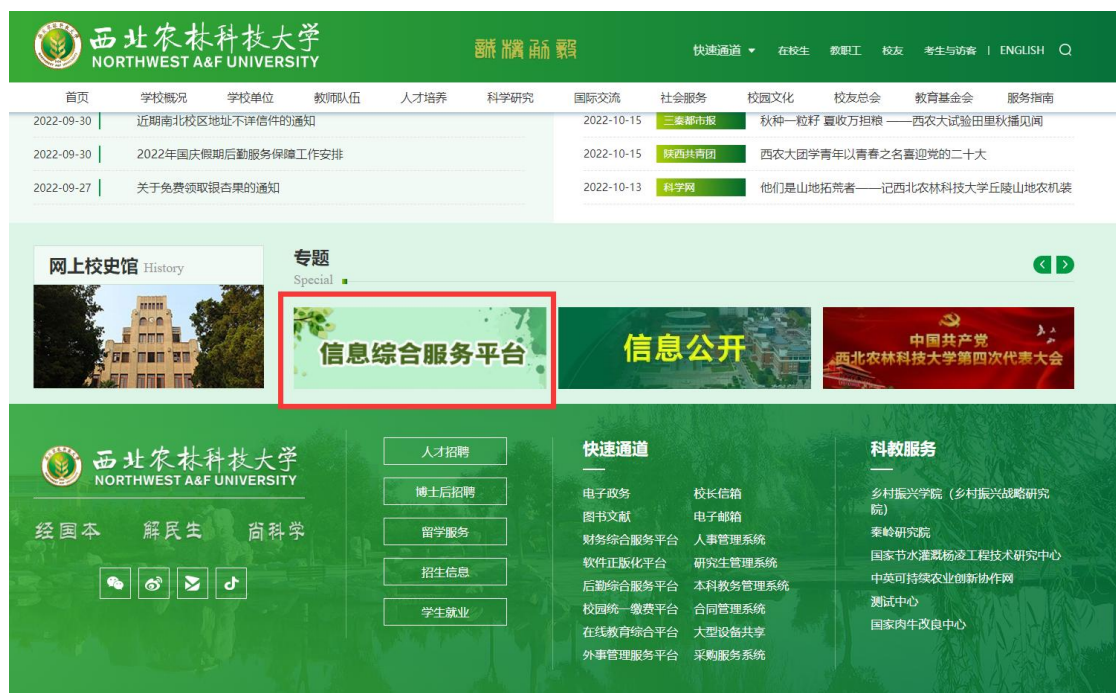 西北农林科技大学
NORTHWEST A&F UNIVERSITY
快速通道 ▼ 在校生 教职工 校友 考生与访客 | ENGLISH
首页 学校概况 学校单位 教师队伍 人才培养 科学研究 国际交流 社会服务 校园文化 校友总会 教育基金会 服务指南
2022-09-30 近期南北校区地址不详信件的通知
2022-09-30 2022年国庆假期后勤服务保障工作安排
2022-09-27 关于免费领取银杏果的通知
2022-10-15 三秦都市报 秋种一粒籽 夏收万担粮 ——西农大试验田里秋播见闻
2022-10-15 陕西共青团 西农大团学青年以青春之名喜迎党的二十大
2022-10-13 科学网 他们是山地拓荒者——记西北农林科技大学丘陵山地农机装
网上校史馆 History
专题
Special
信息综合服务平台
信息公开
中国共产党
西北农林科技大学第四次代表大会
西北农林科技大学
NORTHWEST A&F UNIVERSITY
经国本 解民生 尚科学
人才招聘
博士后招聘
留学服务
招生信息
学生就业
快速通道
电子政务 校长信箱
图书文献 电子邮箱
财务综合服务平台 人事管理系统
软件正版化平台 研究生管理系统
后勤综合服务平台 本科教务管理系统
校园统一缴费平台 合同管理系统
在线教育综合平台 大型设备共享
外事管理服务平台 采购服务系统
科教服务
乡村振兴学院（乡村振兴战略研究
院）
秦岭研究院
国家节水灌溉杨凌工程技术研究中心
中英可持续农业创新协作网
测试中心
国家肉牛改良中心